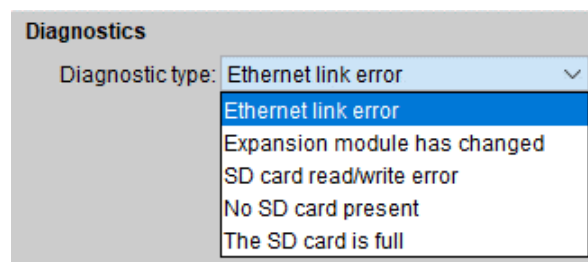 Diagnostics
Diagnostic type: Ethernet link error
Ethernet link error
Expansion module has changed
SD card read/write error
No SD card present
The SD card is full